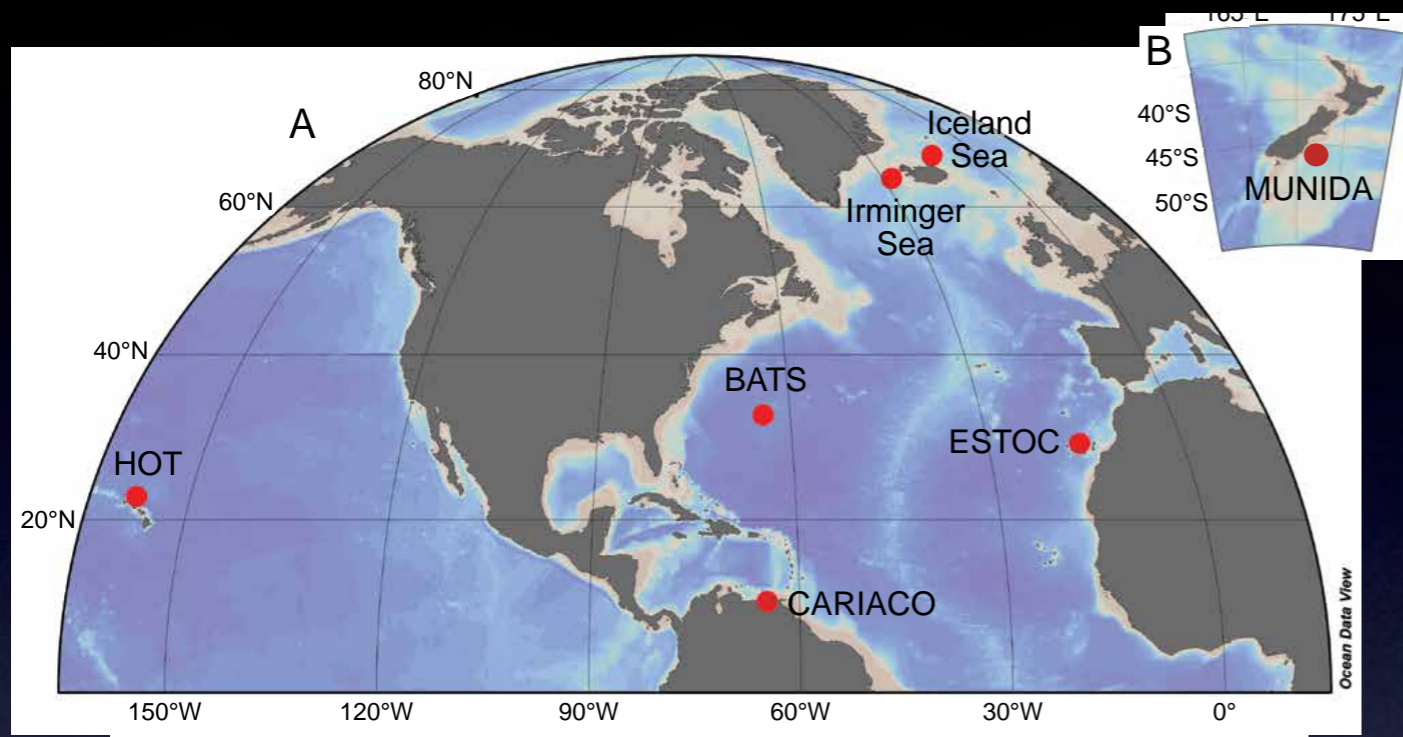 165°E 175°E
B
80°N
A
40°S
Iceland
Sea
45°S
60°N
MUNIDA
50°S
Irminger
Sea
40°N
BATS
ESTOC
HOT
20°N
CARIACO
Ocean Data View
150°W 120°W 90°W 60°W 30°W 0°